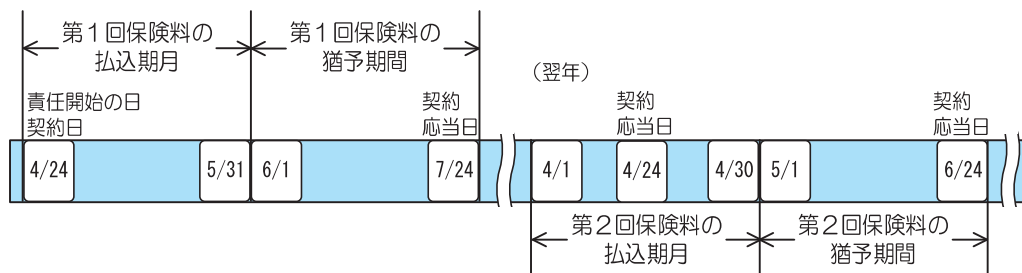 第1回保険料の
払込期月
第1回保険料の
猶予期間
(翌年)
責任開始の日
契約日
契約
応当日
契約
応当日
契約
応当日
4/24
5/31
6/1
7/24
4/1
4/24
4/30
5/1
6/24
第2回保険料の
払込期月
第2回保険料の
猶予期間